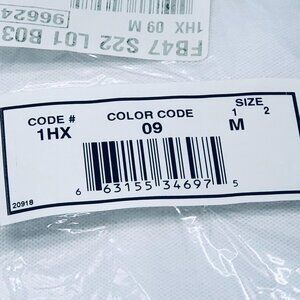 FB47 S22 L01 B03
1HX 09 M
96624
CODE # COLOR CODE SIZE
1 2
1HX 09 M
20918
6 63155 34697 5